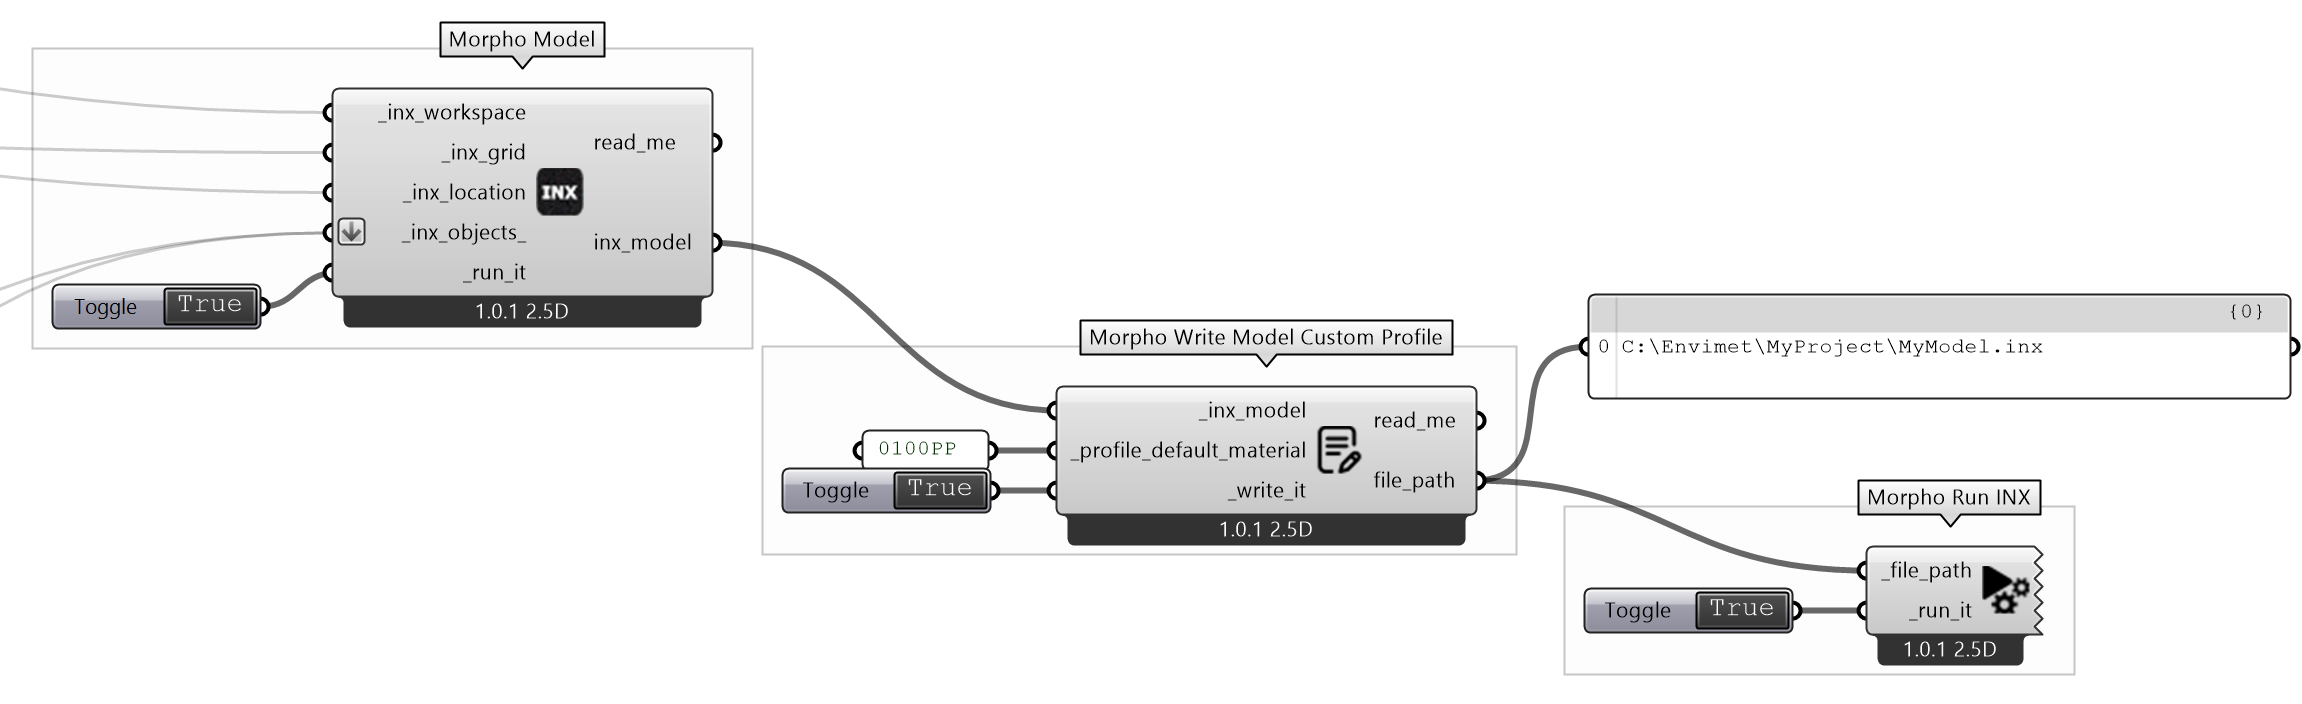 Morpho Model
_inx_workspace
_inx_grid
_inx_location
_inx_objects_
_run_it
INX
read_me
inx_model
Toggle True
1.0.1 2.5D
Morpho Write Model Custom Profile
_inx_model
_profile_default_material
_write_it
read_me
file_path
0100PP
Toggle True
1.0.1 2.5D
{0}
0 C:\Envimet\MyProject\MyModel.inx
Morpho Run INX
_file_path
_run_it
Toggle True
1.0.1 2.5D